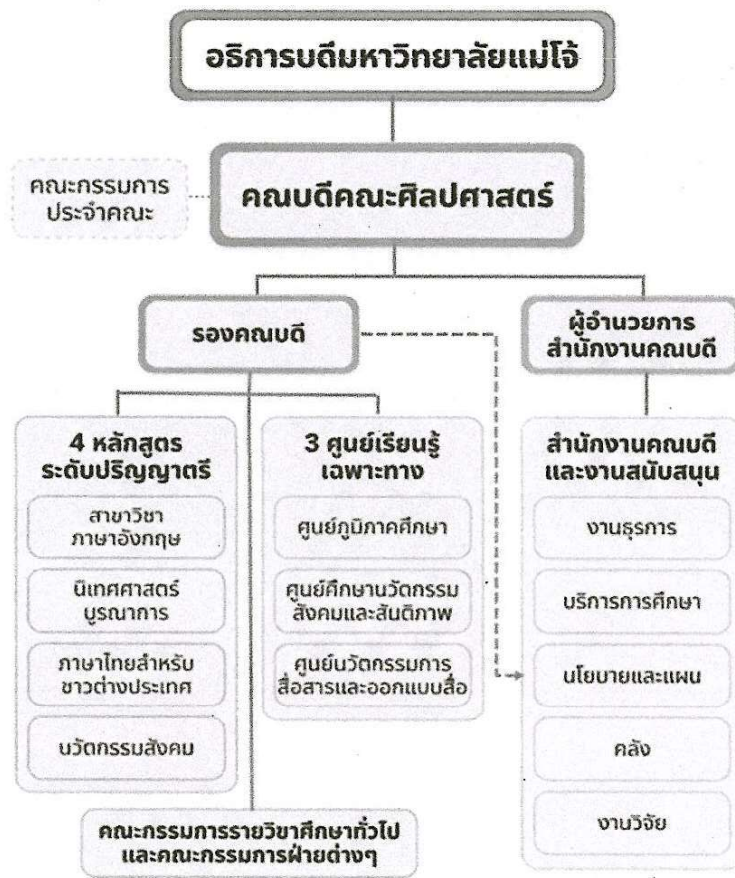 อธิการบดีมหาวิทยาลัยแม่โจ้
คณะกรรมการ
ประจำคณะ
คณบดีคณะศิลปศาสตร์
รองคณบดี
ผู้อำนวยการ
สำนักงานคณบดี
4 หลักสูตร
ระดับปริญญาตรี
สาขาวิชา
ภาษาอังกฤษ
นิเทศศาสตร์
บูรณาการ
ภาษาไทยสำหรับ
ชาวต่างประเทศ
นวัตกรรมสังคม
3 ศูนย์เรียนรู้
เฉพาะทาง
ศูนย์ภูมิภาคศึกษา
ศูนย์ศึกษานวัตกรรม
สังคมและสันติภาพ
ศูนย์นวัตกรรมการ
สื่อสารและออกแบบสื่อ
สำนักงานคณบดี
และงานสนับสนุน
งานธุรการ
บริการการศึกษา
นโยบายและแผน
คลัง
งานวิจัย
คณะกรรมการรายวิชาศึกษาทั่วไป
และคณะกรรมการฝ่ายต่างๆ